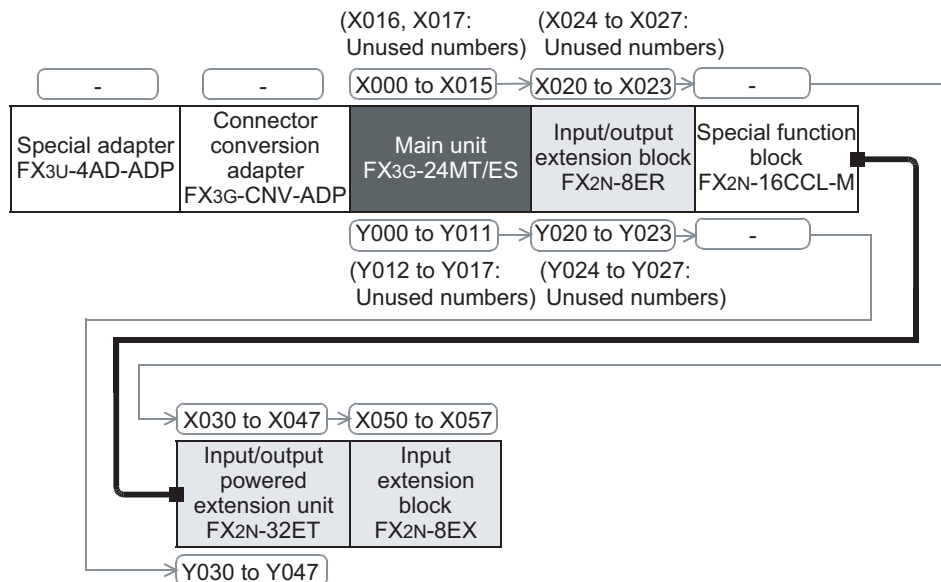 (X016, X017:
Unused numbers)
(X024 to X027:
Unused numbers)
-
-
X000 to X015
X020 to X023
-
Special adapter
FX3U-4AD-ADP
Connector
conversion
adapter
FX3G-CNV-ADP
Main unit
FX3G-24MT/ES
Input/output
extension block
FX2N-8ER
Special function
block
FX2N-16CCL-M
Y000 to Y011
Y020 to Y023
-
(Y012 to Y017:
Unused numbers)
(Y024 to Y027:
Unused numbers)
X030 to X047
X050 to X057
Input/output
powered
extension unit
FX2N-32ET
Input
extension
block
FX2N-8EX
Y030 to Y047